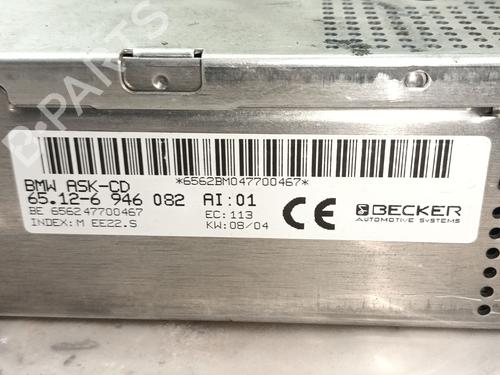 B-PARTS
*6562BM047700467*
BMW ASK-CD
65.12-6 946 082 AI:01
BE 656247700467
EC:113
INDEX:M EE22.S
KW:08/04
CE
BECKER
AUTOMOTIVE SYSTEMS